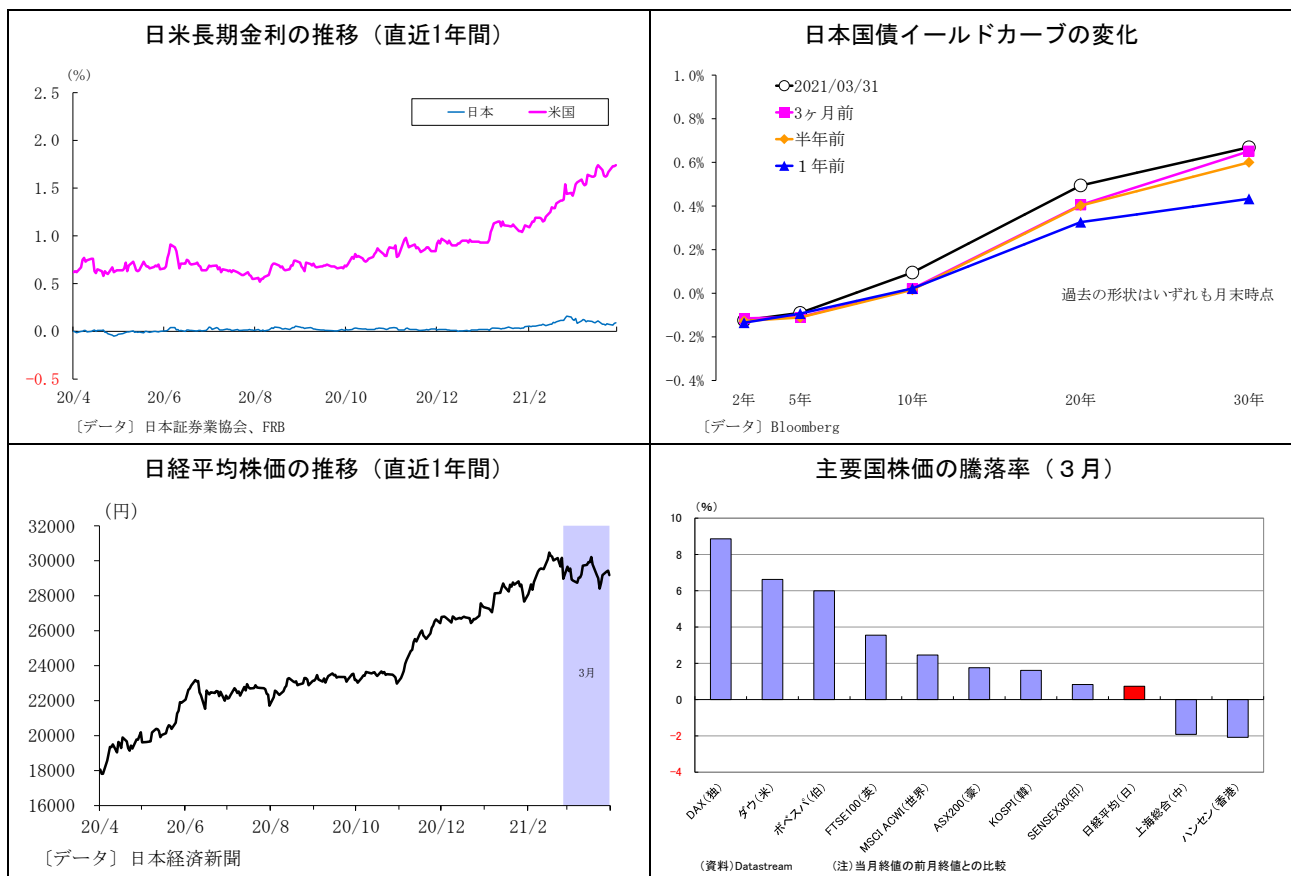 日米長期金利の推移（直近1年間）
(%)
2.5
2.0
1.5
1.0
0.5
0.0
-0.5
日本
米国
20/4
20/6
20/8
20/10
20/12
21/2
〔データ〕日本証券業協会、FRB
日本国債イールドカーブの変化
1.0%
0.8%
0.6%
0.4%
0.2%
0.0%
-0.2%
-0.4%
2021/03/31
3ヶ月前
半年前
１年前
過去の形状はいずれも月末時点
2年
5年
10年
20年
30年
〔データ〕Bloomberg
日経平均株価の推移（直近1年間）
(円)
32000
30000
28000
26000
24000
22000
20000
18000
16000
3月
20/4
20/6
20/8
20/10
20/12
21/2
〔データ〕日本経済新聞
主要国株価の騰落率（３月）
(%)
10
8
6
4
2
0
-2
-4
DAX(独)
ダウ(米)
ボベスパ(伯)
FTSE100(英)
MSCI ACWI(世界)
ASX200(豪)
KOSPI(韓)
SENSEX30(印)
日経平均(日)
上海総合(中)
ハンセン(香港)
(資料)Datastream (注)当月終値の前月終値との比較